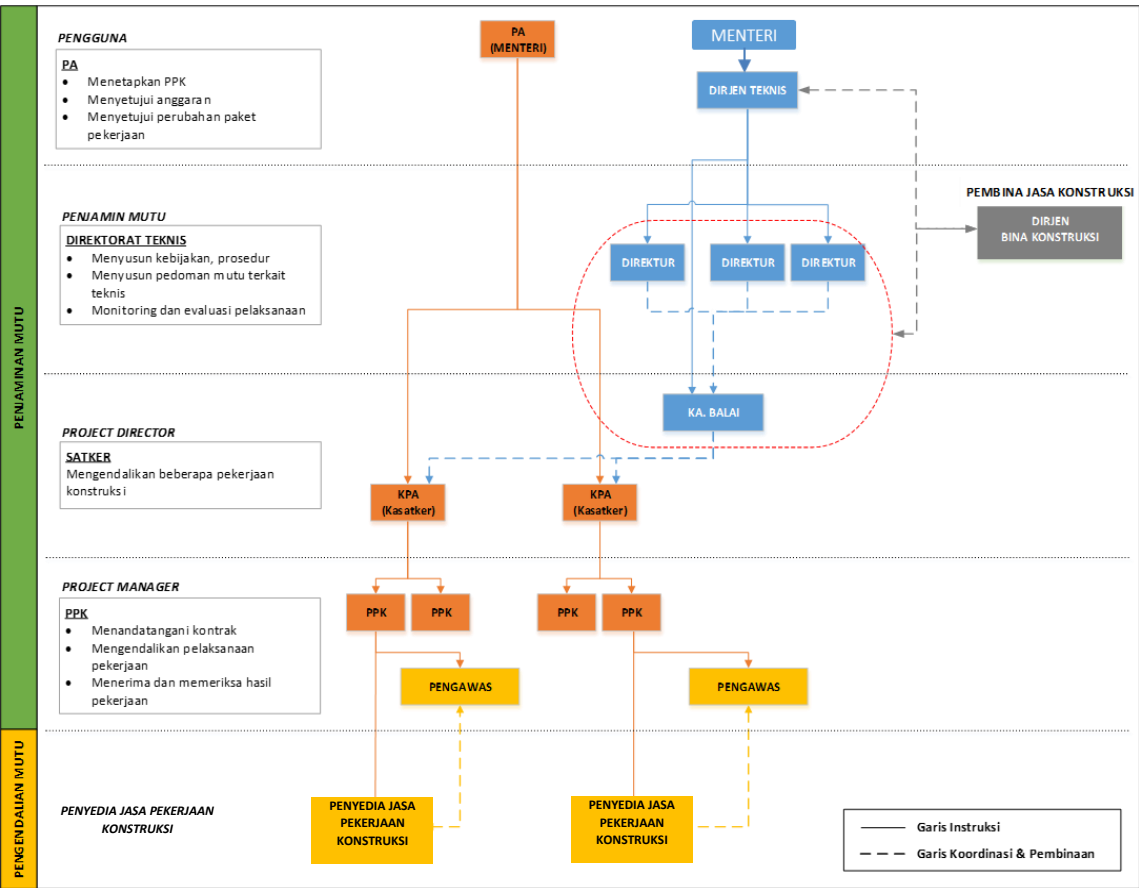 PENJAMINAN MUTU
PENGENDALIAN MUTU
PENGGUNA
PA
• Menetapkan PPK
• Menyetujui anggaran
• Menyetujui perubahan paket
pekerjaan
PA
(MENTERI)
MENTERI
DIRJEN TEKNIS
PENJAMIN MUTU
DIREKTORAT TEKNIS
• Menyusun kebijakan, prosedur
• Menyusun pedoman mutu terkait
teknis
• Monitoring dan evaluasi pelaksanaan
DIREKTUR
DIREKTUR
DIREKTUR
PEMBINA JASA KONSTRUKSI
DIRJEN
BINA KONSTRUKSI
PROJECT DIRECTOR
SATKER
Mengendalikan beberapa pekerjaan
konstruksi
KA. BALAI
KPA
(Kasatker)
KPA
(Kasatker)
PROJECT MANAGER
PPK
• Menandatangani kontrak
• Mengendalikan pelaksanaan
pekerjaan
• Menerima dan memeriksa hasil
pekerjaan
PPK
PPK
PPK
PPK
PENGAWAS
PENGAWAS
PENYEDIA JASA PEKERJAAN
KONSTRUKSI
PENYEDIA JASA
PEKERJAAN
KONSTRUKSI
PENYEDIA JASA
PEKERJAAN
KONSTRUKSI
Garis Instruksi
Garis Koordinasi & Pembinaan